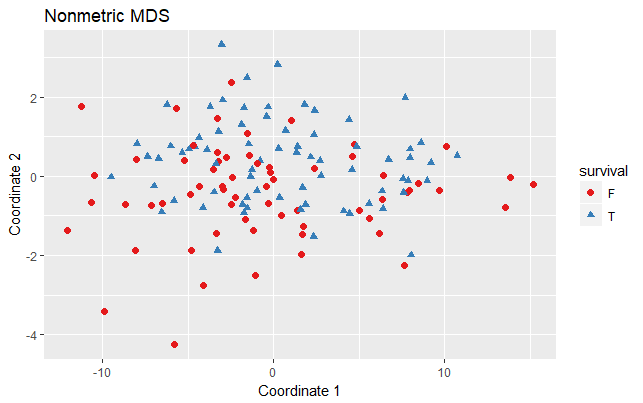 Nonmetric MDS
Coordinate 2
2
0
-2
-4
-10
0
10
Coordinate 1
survival
F
T